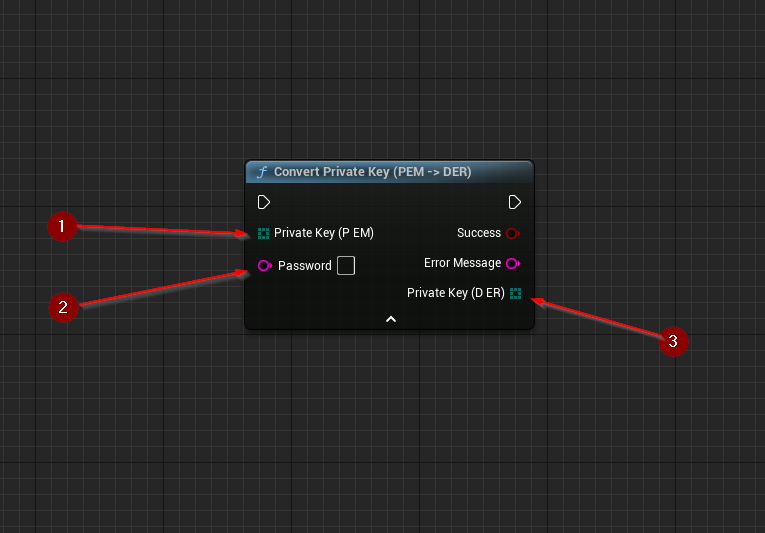 f Convert Private Key (PEM -> DER)
1
Private Key (P EM)
Success
Password
Error Message
2
Private Key (D ER)
3